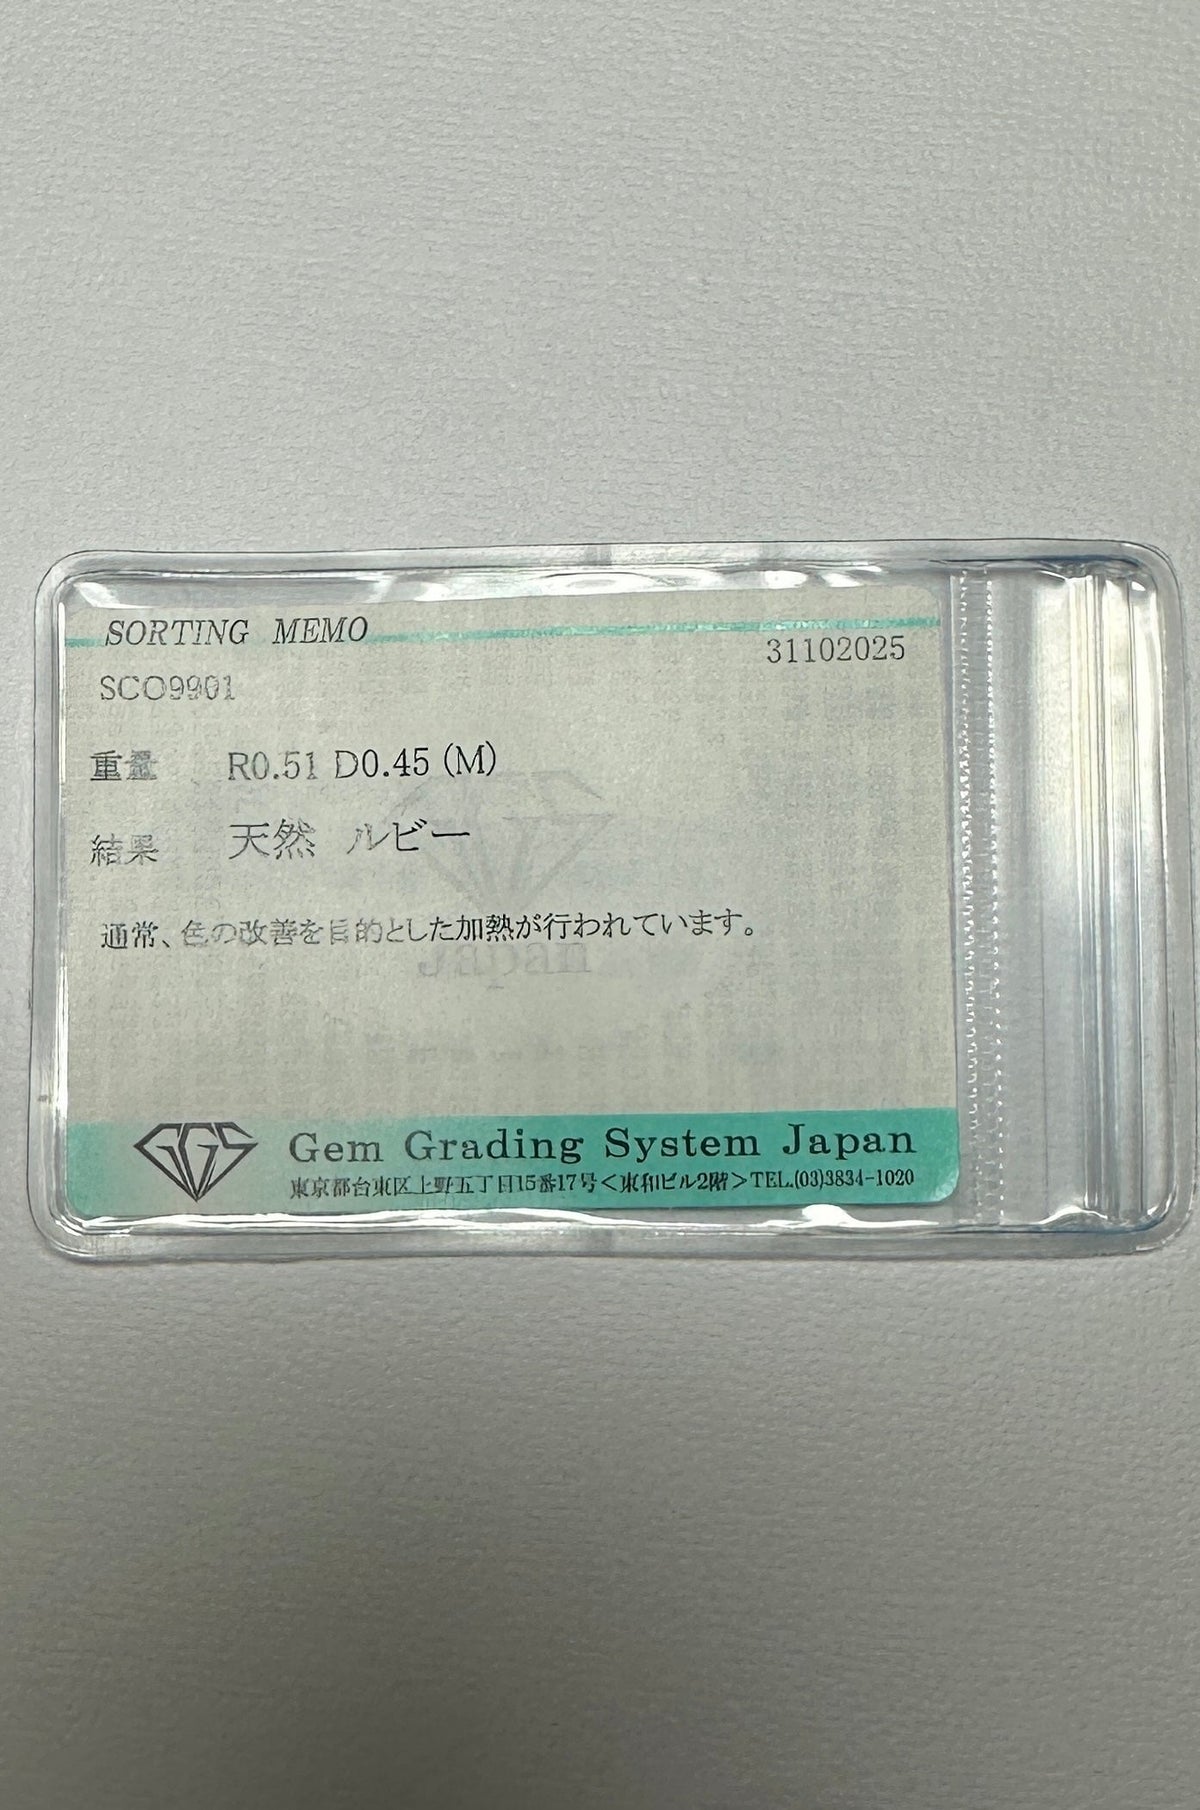 SORTING MEMO
31102025
SCO9901
重量 R0.51 D0.45 (M)
結果 天然 ルビー
通常、色の改善を目的とした加熱が行われています。
Japan
GGS Gem Grading System Japan
東京都台東区上野五丁目15番17号<東和ビル2階>TEL.(03)3834-1020